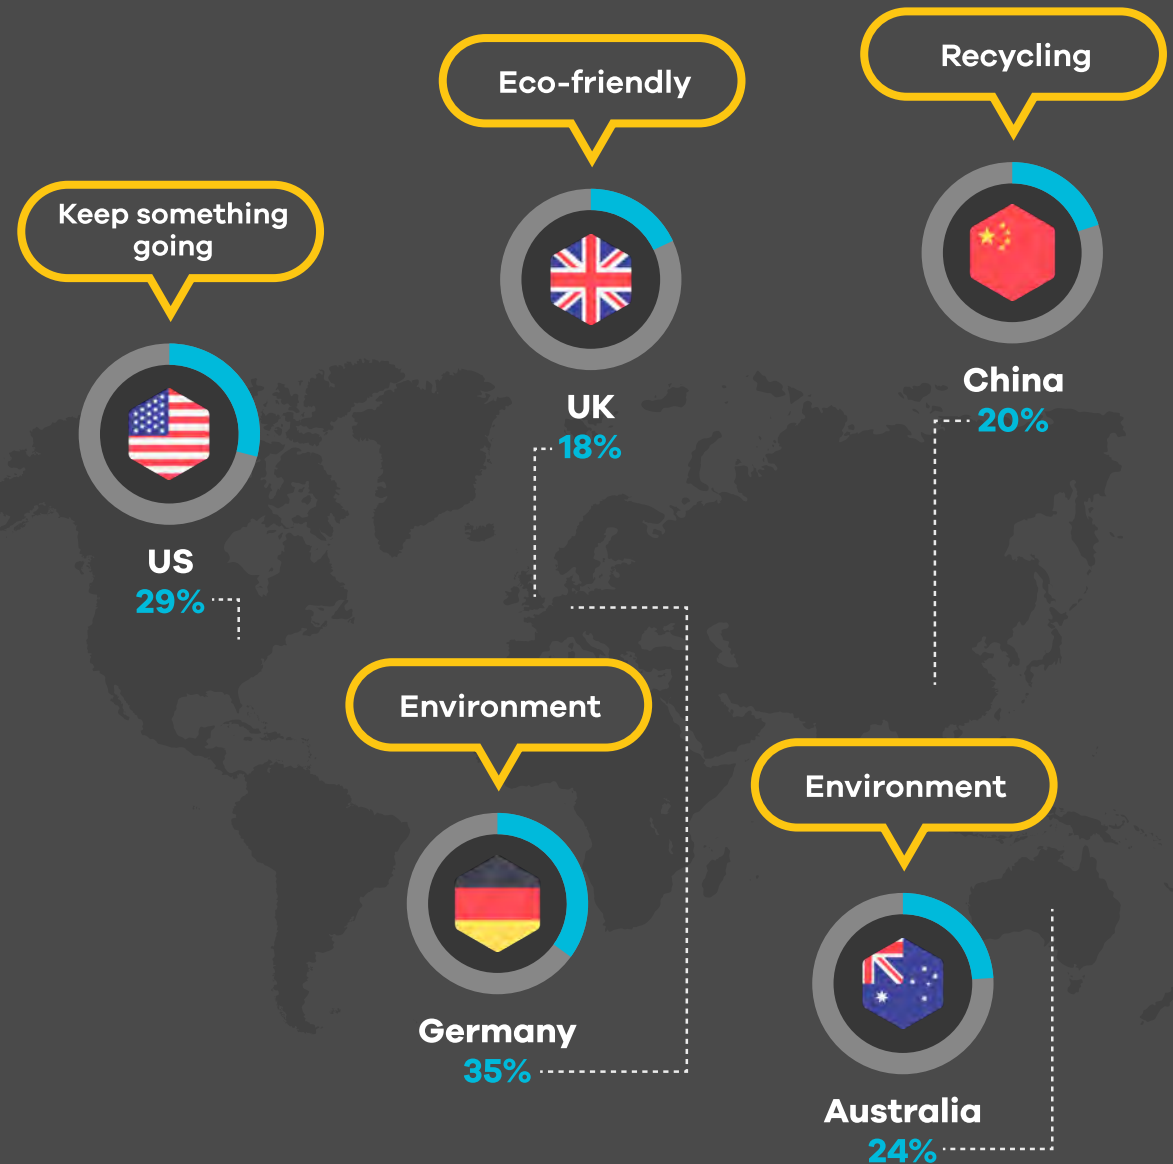 Recycling
China
20%
Eco-friendly
UK
18%
Keep something
going
US
29%
Environment
Germany
35%
Environment
Australia
24%